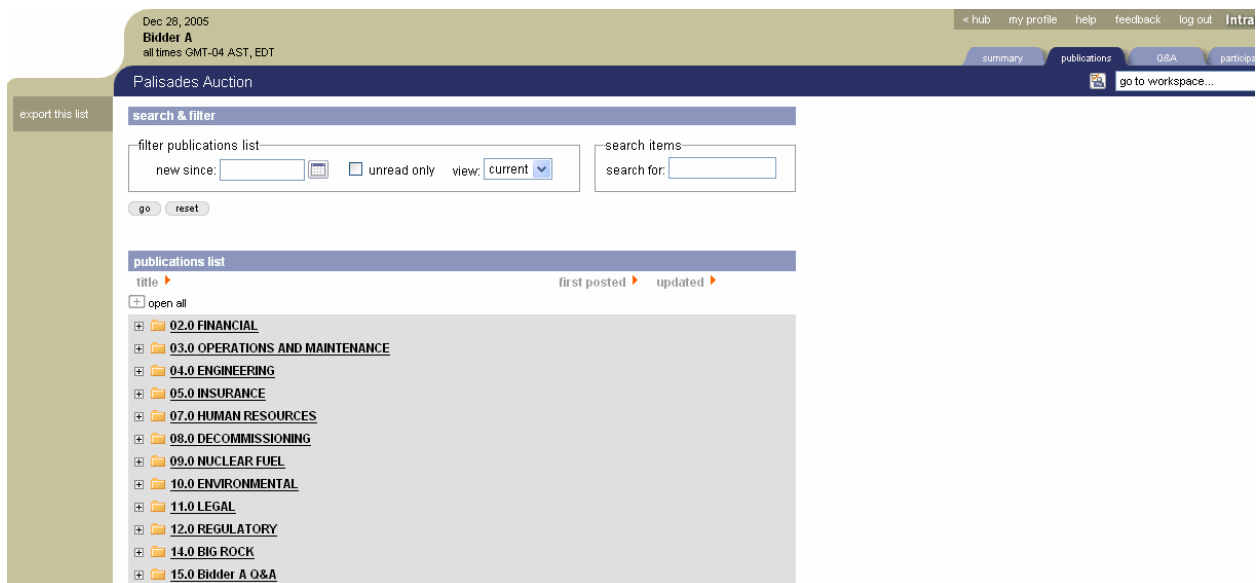 Dec 28, 2005
< hub my profile help feedback log out Intra
Bidder A
all times GMT-04 AST, EDT
summary publications Q&A participa
Palisades Auction
go to workspace...
export this list
search & filter
filter publications list
search items
new since: unread only view: current
search for:
go reset
publications list
title first posted updated
open all
02.0 FINANCIAL
03.0 OPERATIONS AND MAINTENANCE
04.0 ENGINEERING
05.0 INSURANCE
07.0 HUMAN RESOURCES
08.0 DECOMMISSIONING
09.0 NUCLEAR FUEL
10.0 ENVIRONMENTAL
11.0 LEGAL
12.0 REGULATORY
14.0 BIG ROCK
15.0 Bidder A Q&A